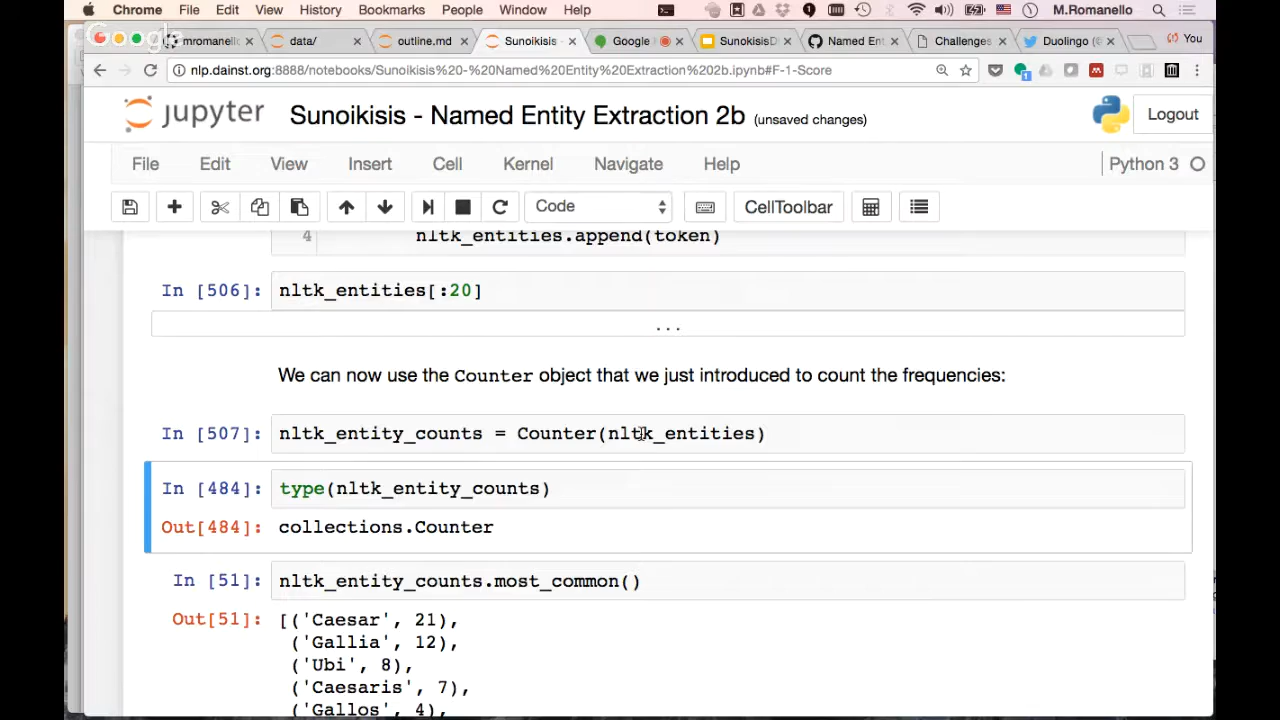 Chrome File Edit View History Bookmarks People Window Help M.Romanello
Google
mromanello data/ outline.md Sunoikisis - Google SunoikisisD Named Ent Challenges Duolingo ( You
nlp.dainst.org:8888/notebooks/Sunoikisis%20-%20Named%20Entity%20Extraction%202b.ipynb#F-1-Score
jupyter Sunoikisis - Named Entity Extraction 2b (unsaved changes) Logout
File Edit View Insert Cell Kernel Navigate Help Python 3
Code CellToolbar
4 nltk_entities.append(token)
In [506]: nltk_entities[:20]
...
We can now use the Counter object that we just introduced to count the frequencies:
In [507]: nltk_entity_counts = Counter(nltk_entities)
In [484]: type(nltk_entity_counts)
Out[484]: collections.Counter
In [51]: nltk_entity_counts.most_common()
Out[51]: [('Caesar', 21),
('Gallia', 12),
('Ubi', 8),
('Caesaris', 7),
('Gallos', 4),